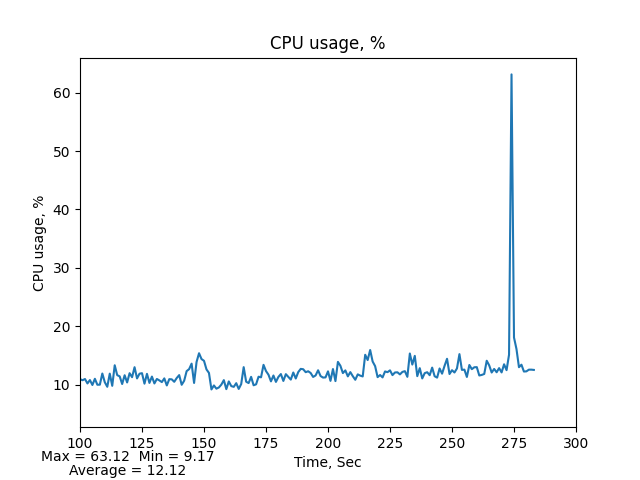 CPU usage, %
60
50
40
30
20
10
CPU usage, %
100 125 150 175 200 225 250 275 300
Time, Sec
Max = 63.12 Min = 9.17
Average = 12.12